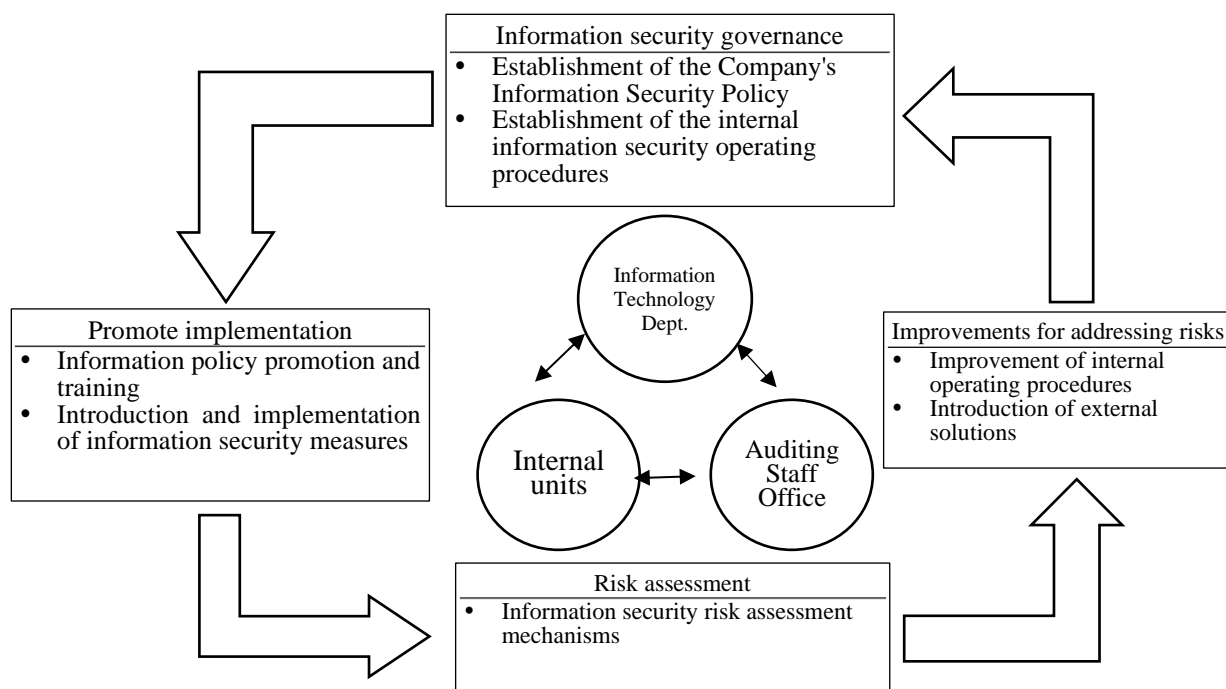 Information security governance
• Establishment of the Company's
Information Security Policy
• Establishment of the internal
information security operating
procedures
Information
Technology
Dept.
Promote implementation
• Information policy promotion and
training
• Introduction and implementation
of information security measures
Improvements for addressing risks
• Improvement of internal
operating procedures
• Introduction of external
solutions
Internal
units
Auditing
Staff
Office
Risk assessment
• Information security risk assessment
mechanisms